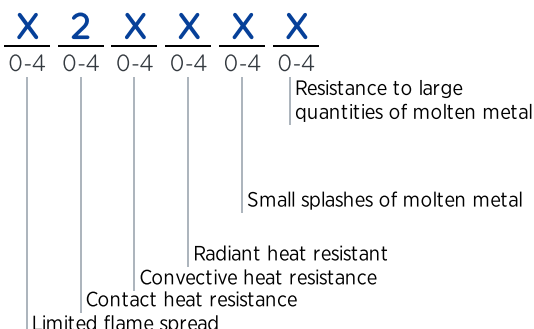 X 2 X X X X
0-4 0-4 0-4 0-4 0-4 0-4
Resistance to large
quantities of molten metal
Small splashes of molten metal
Radiant heat resistant
Convective heat resistance
Contact heat resistance
Limited flame spread